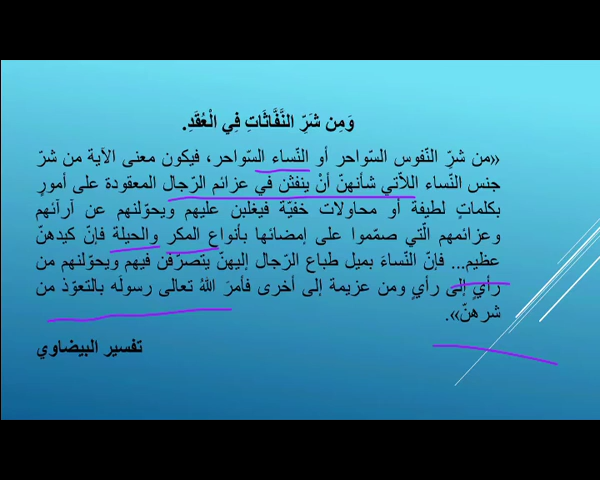 وَمِن شَرِّ النَّفَّاثَاتِ فِي الْعُقَدِ.
«من شرّ النّفوس السّواحر أو النّساء السّواحر، فيكون معنى الآية من شرّ
جنس النّساء اللاّتي شأنهنّ أنْ ينفثن في عزائم الرّجال المعقودة على أمورٍ
بكلماتٍ لطيفة أو محاولات خفيّة فيغلبن عليهم ويحوّلنهم عن آرائهم
وعزائمهم الّتي صمّموا على إمضائها بأنواع المكر والحيلة فإنّ كيدهنّ
عظيم... فإنّ النّساءَ بميل طباع الرّجال إليهنّ يتصرّفن فيهم ويحوّلنهم من
رأيٍ إلى رأيٍ ومن عزيمة إلى أخرى فأمرَ اللهُ تعالى رسولَه بالتعوّذ من
شرهنّ».
تفسير البيضاوي